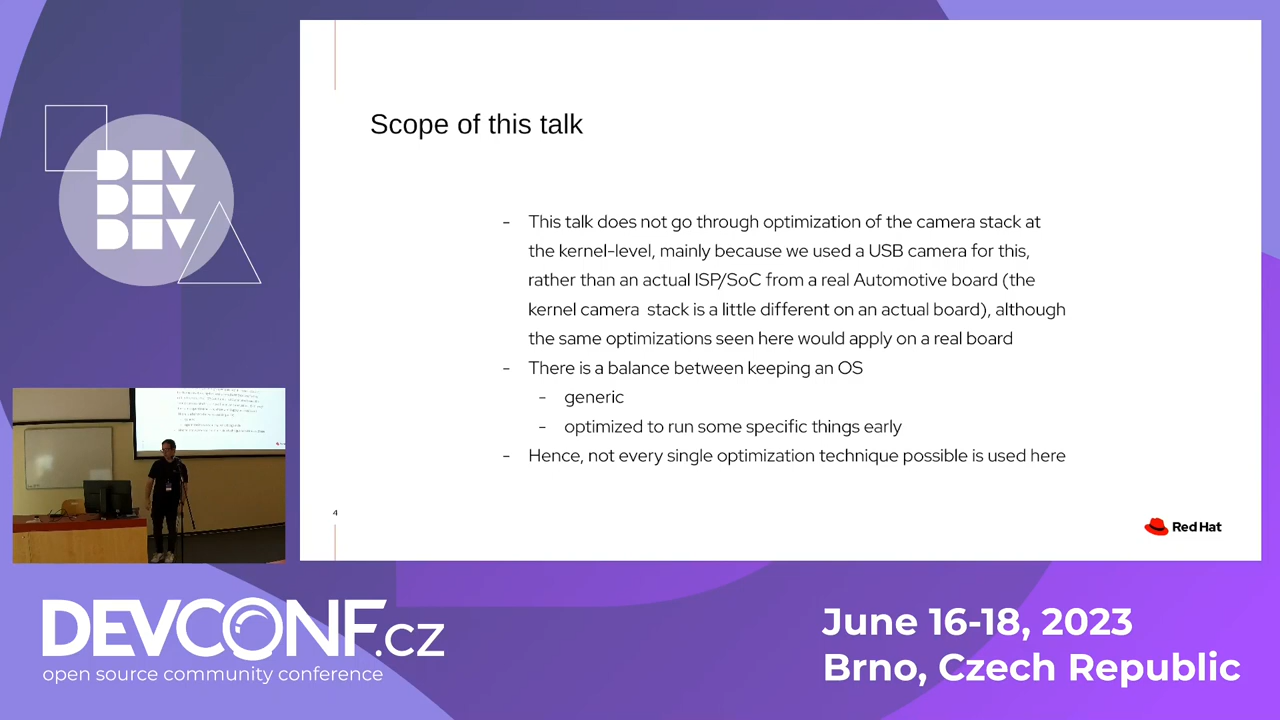 DEV
DEV
DEV
Scope of this talk
- This talk does not go through optimization of the camera stack at
the kernel-level, mainly because we used a USB camera for this,
rather than an actual ISP/SoC from a real Automotive board (the
kernel camera stack is a little different on an actual board), although
the same optimizations seen here would apply on a real board
- There is a balance between keeping an OS
- generic
- optimized to run some specific things early
- Hence, not every single optimization technique possible is used here
4
Red Hat
DEVCONF.cz
open source community conference
June 16-18, 2023
Brno, Czech Republic